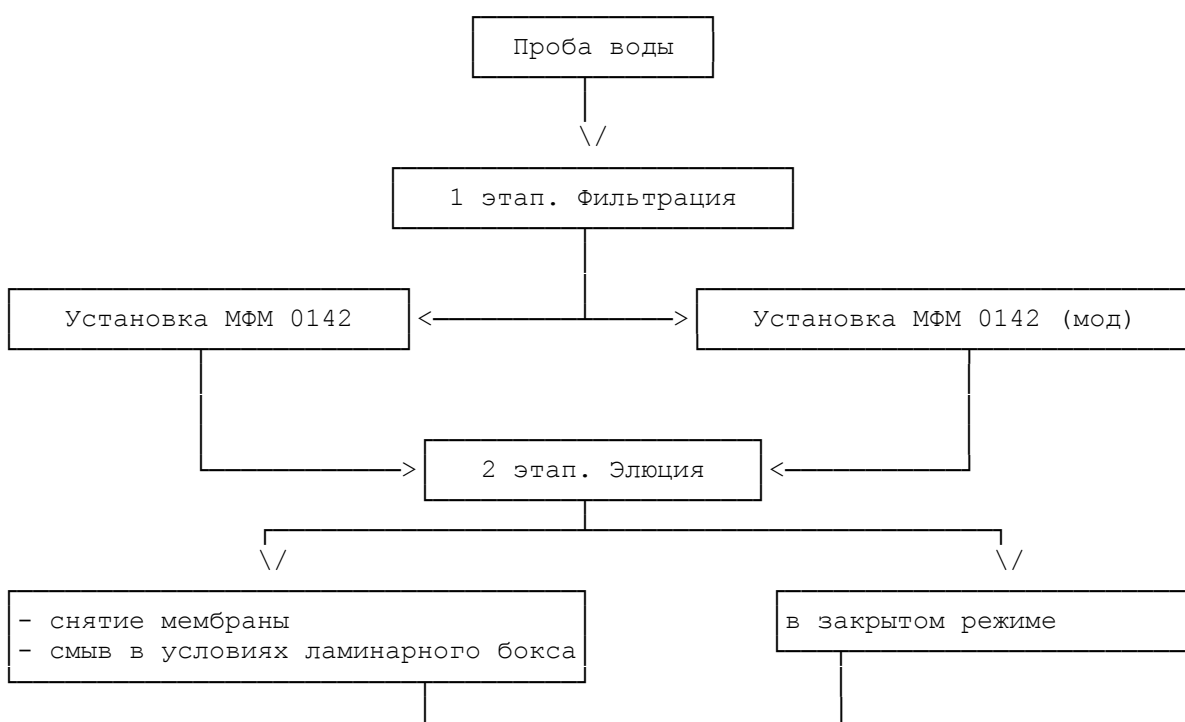 Проба воды
1 этап. Фильтрация
Установка МФМ 0142
Установка МФМ 0142 (мод)
2 этап. Элюция
- снятие мембраны
- смыв в условиях ламинарного бокса
в закрытом режиме